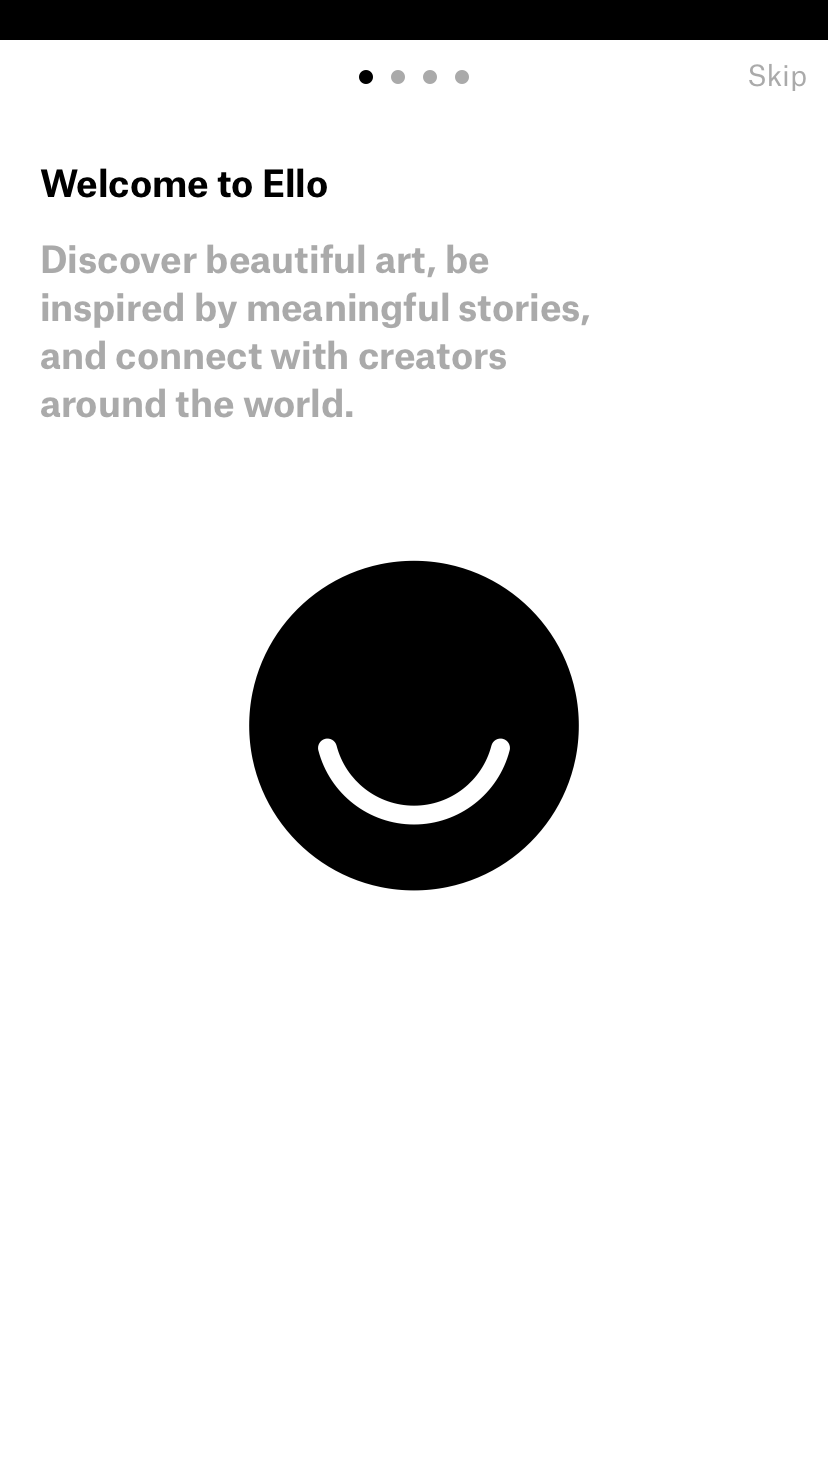 Skip
Welcome to Ello
Discover beautiful art, be
inspired by meaningful stories,
and connect with creators
around the world.